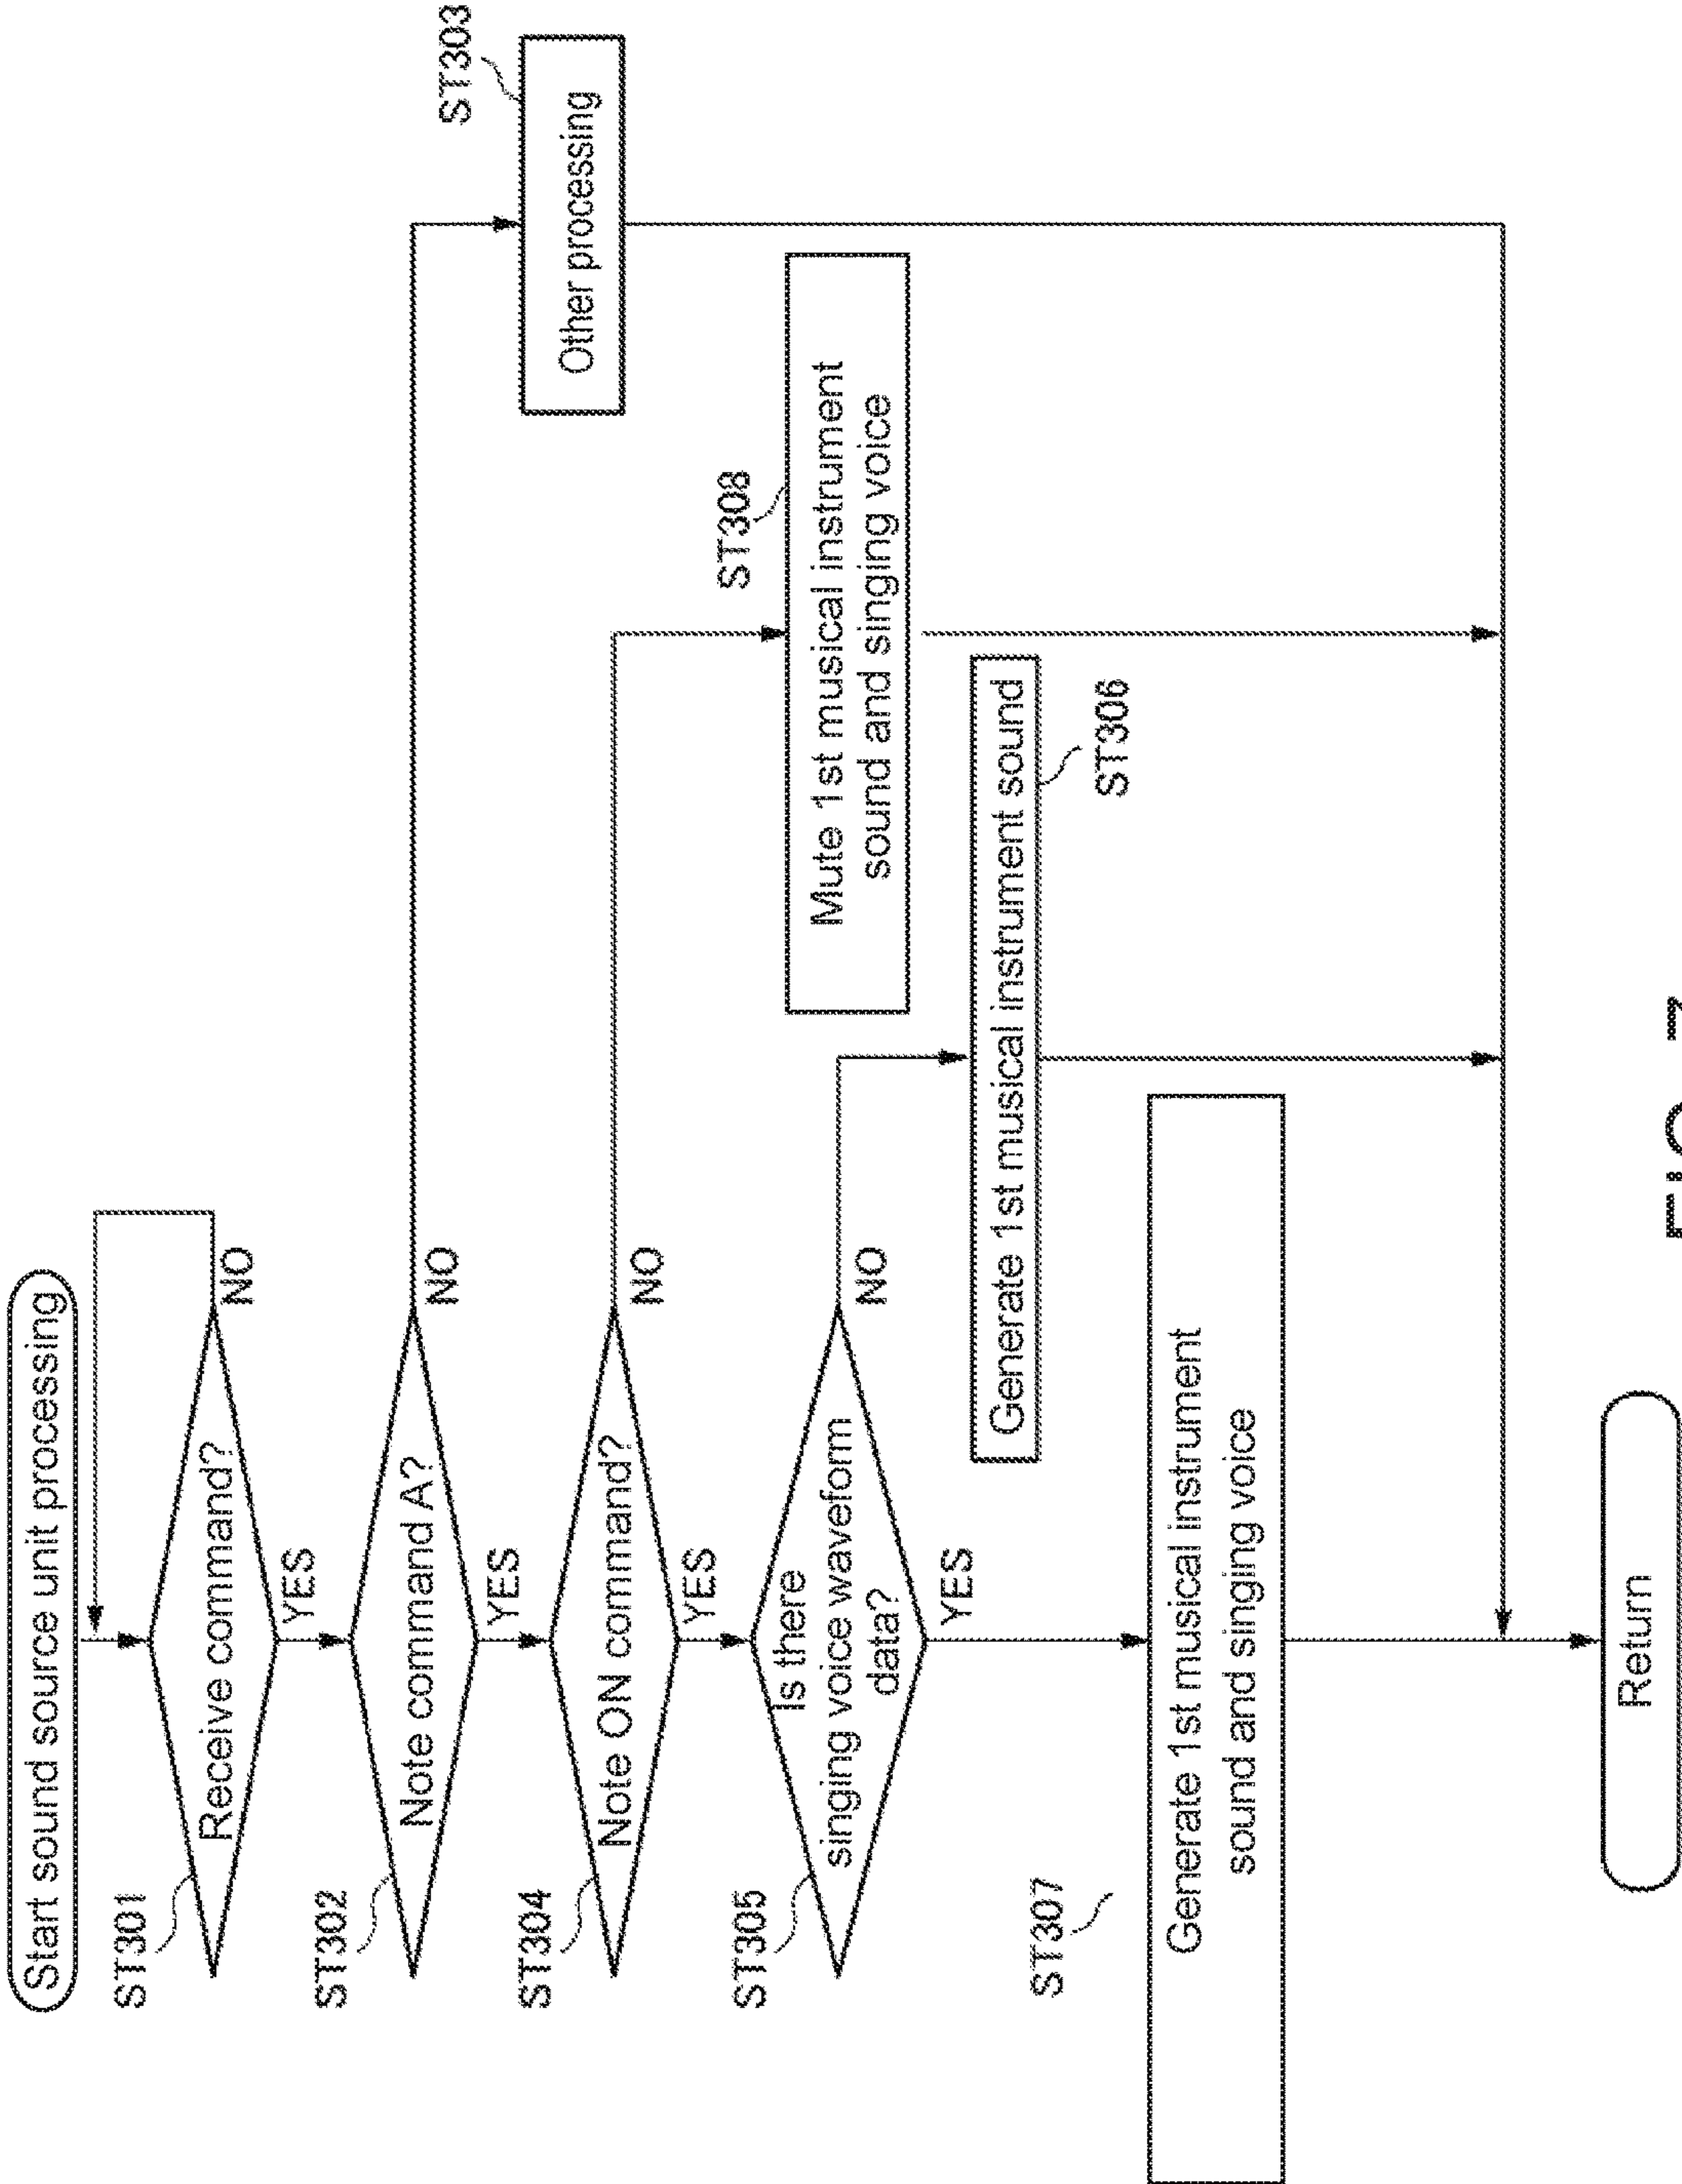 Start sound source unit processing
ST301
Receive command?
NO
YES
ST302
Note command A?
NO
YES
ST303
Other processing
ST304
Note ON command?
NO
YES
ST308
Mute 1st musical instrument
sound and singing voice
ST305
Is there
singing voice waveform
data?
NO
YES
Generate 1st musical instrument sound
ST306
ST307
Generate 1st musical instrument
sound and singing voice
Return